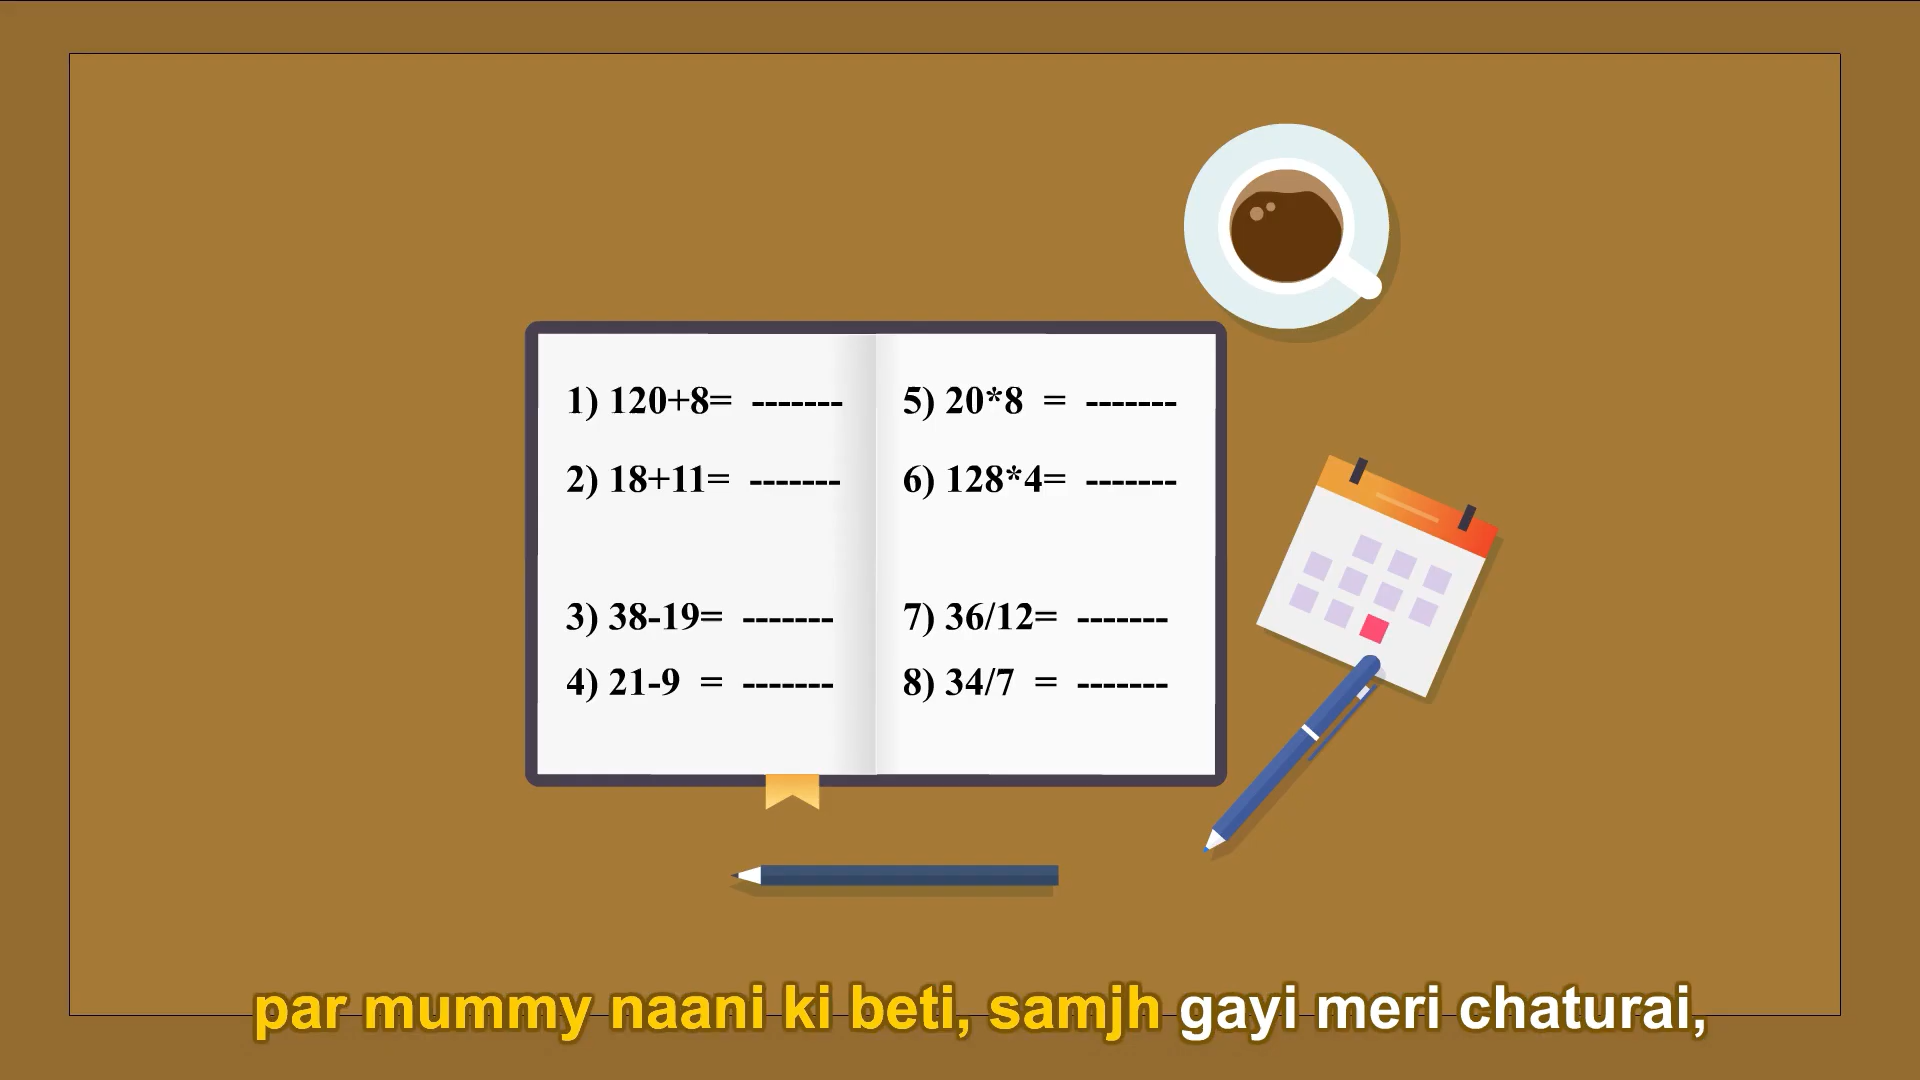 1) 120+8= -------
2) 18+11= -------
3) 38-19= -------
4) 21-9 = -------
5) 20*8 = -------
6) 128*4= -------
7) 36/12= -------
8) 34/7 = -------
par mummy naani ki beti, samjh gayi meri chaturai,